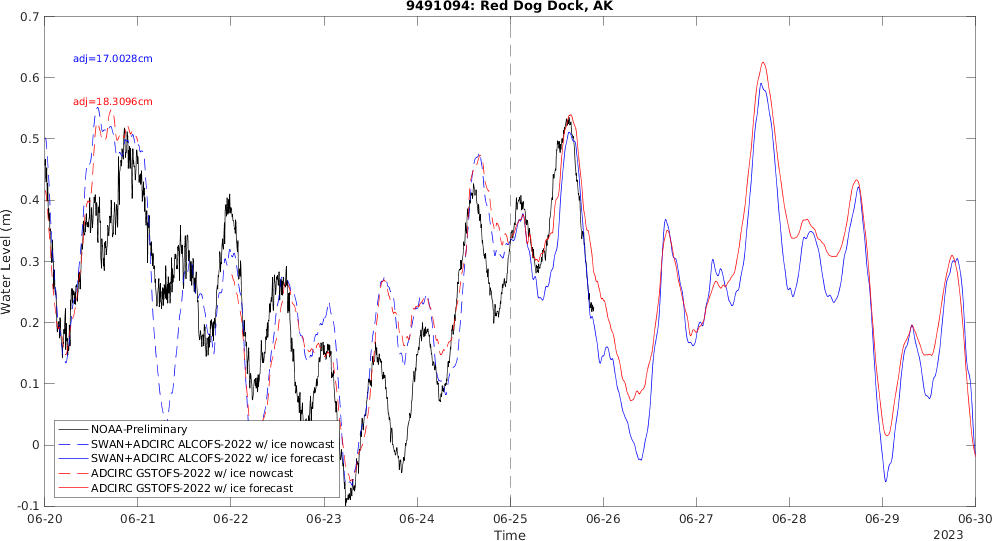 9491094: Red Dog Dock, AK
adj=17.0028cm
adj=18.3096cm
Water Level (m)
0.7
0.6
0.5
0.4
0.3
0.2
0.1
0
-0.1
NOAA-Preliminary
SWAN+ADCIRC ALCOFS-2022 w/ ice nowcast
SWAN+ADCIRC ALCOFS-2022 w/ ice forecast
ADCIRC GSTOFS-2022 w/ ice nowcast
ADCIRC GSTOFS-2022 w/ ice forecast
06-20 06-21 06-22 06-23 06-24 06-25 06-26 06-27 06-28 06-29 06-30
Time
2023